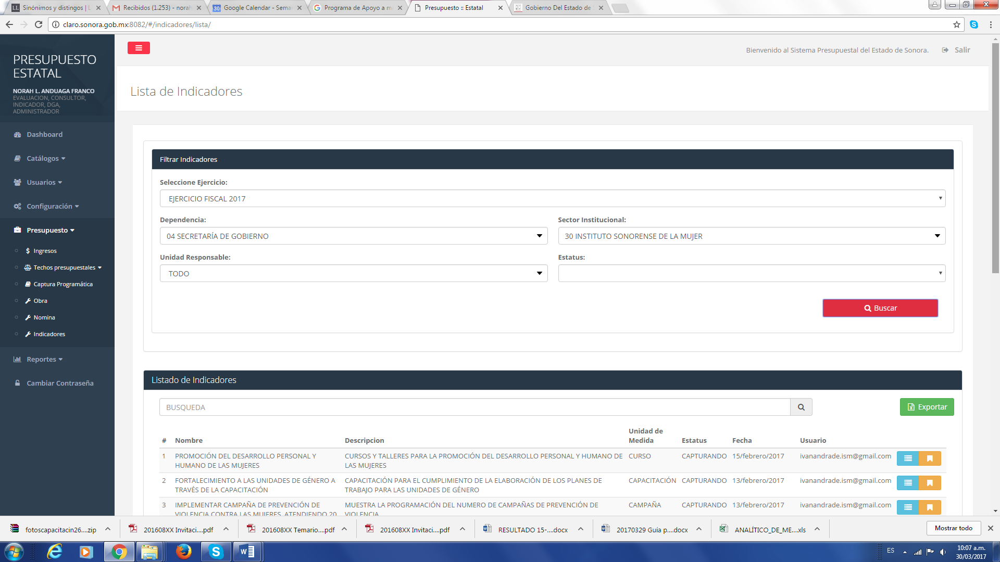 Sinónimos y distingos | L
Recibidos (1.253) - norah
Google Calendar - Sema
Programa de Apoyo a m
Presupuesto :: Estatal
Gobierno Del Estado de
claro.sonora.gob.mx:8082/#/indicadores/lista/
PRESUPUESTO
ESTATAL
NORAH L. ANDUAGA FRANCO
EVALUACION, CONSULTOR,
INDICADOR, DGA,
ADMINISTRADOR
Dashboard
Catálogos
Usuarios
Configuración
Presupuesto
Ingresos
Techos presupuestales
Captura Programática
Obra
Nomina
Indicadores
Reportes
Cambiar Contraseña
Bienvenido al Sistema Presupuestal del Estado de Sonora. Salir
Lista de Indicadores
Filtrar Indicadores
Seleccione Ejercicio:
EJERCICIO FISCAL 2017
Dependencia: Sector Institucional:
04 SECRETARÍA DE GOBIERNO 30 INSTITUTO SONORENSE DE LA MUJER
Unidad Responsable: Estatus:
TODO
Buscar
Listado de Indicadores
BUSQUEDA
Exportar
# Nombre Descripcion Unidad de Medida Estatus Fecha Usuario
1 PROMOCIÓN DEL DESARROLLO PERSONAL Y CURSOS Y TALLERES PARA LA PROMOCIÓN DEL DESARROLLO PERSONAL Y HUMANO DE CURSO CAPTURANDO 15/febrero/2017 ivanandrade.ism@gmail.com
HUMANO DE LAS MUJERES LAS MUJERES
2 FORTALECIMIENTO A LAS UNIDADES DE GÉNERO A CAPACITACIÓN PARA EL CUMPLIMIENTO DE LA ELABORACIÓN DE LOS PLANES DE CAPACITACIÓN CAPTURANDO 13/febrero/2017 ivanandrade.ism@gmail.com
TRAVÉS DE LA CAPACITACIÓN TRABAJO PARA LAS UNIDADES DE GÉNERO
3 IMPLEMENTAR CAMPAÑA DE PREVENCIÓN DE MUESTRA LA PROGRAMACIÓN DEL NUMERO DE CAMPAÑAS DE PREVENCIÓN DE CAMPAÑA CAPTURANDO 13/febrero/2017 ivanandrade.ism@gmail.com
VIOLENCIA CONTRA LAS MUJERES, ATENDIENDO 20 VIOLENCIA
fotoscapacitacin26....zip
201608XX Invitaci....pdf
201608XX Temario....pdf
201608XX Invitaci....pdf
RESULTADO 15-....docx
20170329 Guía p....docx
ANALÍTICO_DE_ME....xls
Mostrar todo
ES
10:07 a.m.
30/03/2017